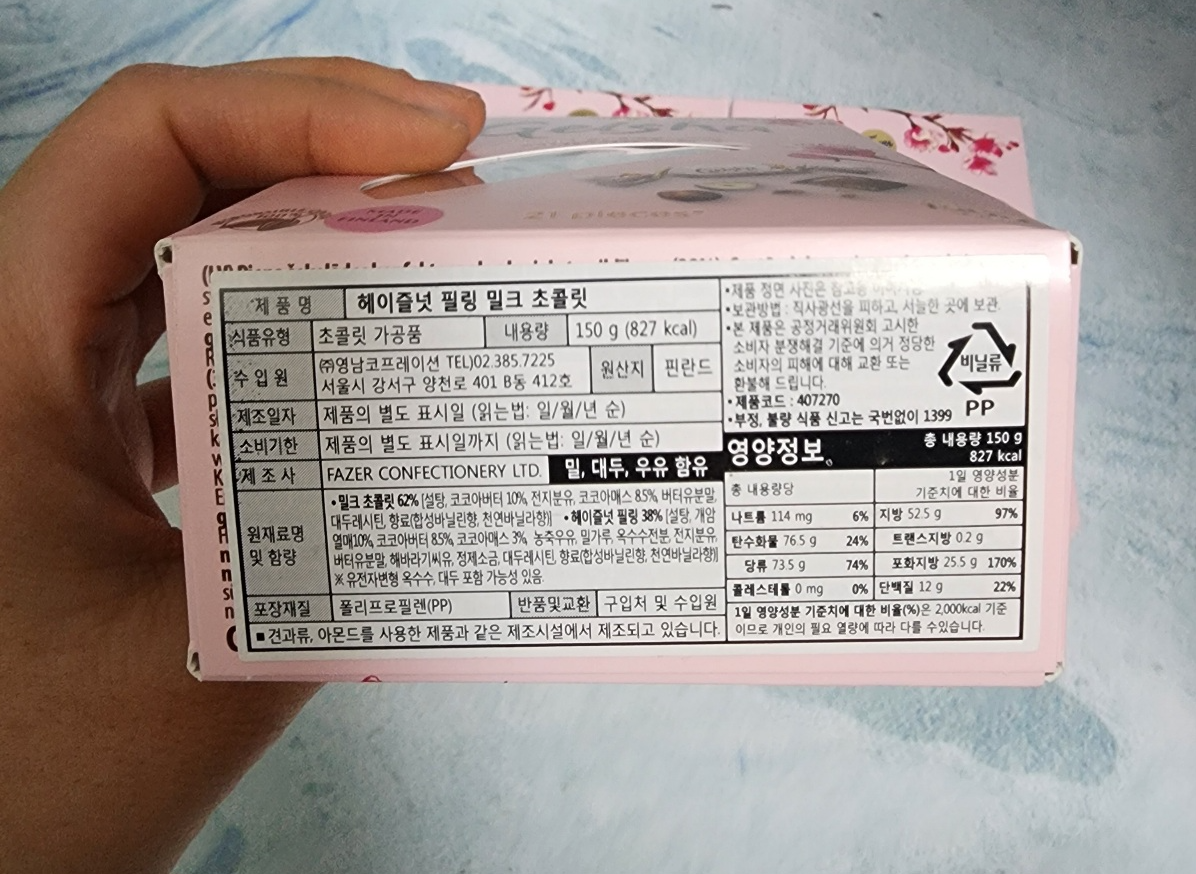 Geisha
MADE
IN
FINLAND
21 pieces*
제품명 헤이즐넛 필링 밀크 초콜릿
식품유형 초콜릿 가공품 내용량 150 g (827 kcal)
수입원 ㈜영남코프레이션 TEL)02.385.7225
서울시 강서구 양천로 401 B동 412호
원산지 핀란드
제조일자 제품의 별도 표시일 (읽는법: 일/월/년 순)
소비기한 제품의 별도 표시일까지 (읽는법: 일/월/년 순)
제조사 FAZER CONFECTIONERY LTD. 밀, 대두, 우유 함유
원재료명
및 함량
•밀크 초콜릿 62% [설탕, 코코아버터 10%, 전지분유, 코코아매스 8.5%, 버터유분말,
대두레시틴, 향료(합성바닐린향, 천연바닐라향)] •헤이즐넛 필링 38% [설탕, 개암
열매10%, 코코아버터 8.5%, 코코아매스 3%, 농축우유, 밀가루, 옥수수전분, 전지분유,
버터유분말, 해바라기씨유, 정제소금, 대두레시틴, 향료(합성바닐린향, 천연바닐라향)]
※ 유전자변형 옥수수, 대두 포함 가능성 있음.
포장재질 폴리프로필렌(PP) 반품및교환 구입처 및 수입원
■ 견과류, 아몬드를 사용한 제품과 같은 제조시설에서 제조되고 있습니다.
•제품 정면 사진은
•보관방법 : 직사광선을 피하고, 서늘한 곳에 보관.
•본 제품은 공정거래위원회 고시한
소비자 분쟁해결 기준에 의거 정당한
소비자의 피해에 대해 교환 또는
환불해 드립니다.
•제품코드 : 407270
•부정, 불량 식품 신고는 국번없이 1399
비닐류
PP
영양정보 총 내용량 150 g
827 kcal
총 내용량당 1일 영양성분
기준치에 대한 비율
나트륨 114 mg 6% 지방 52.5 g 97%
탄수화물 76.5 g 24% 트랜스지방 0.2 g
당류 73.5 g 74% 포화지방 25.5 g 170%
콜레스테롤 0 mg 0% 단백질 12 g 22%
1일 영양성분 기준치에 대한 비율(%)은 2,000kcal 기준
이므로 개인의 필요 열량에 따라 다를 수있습니다.